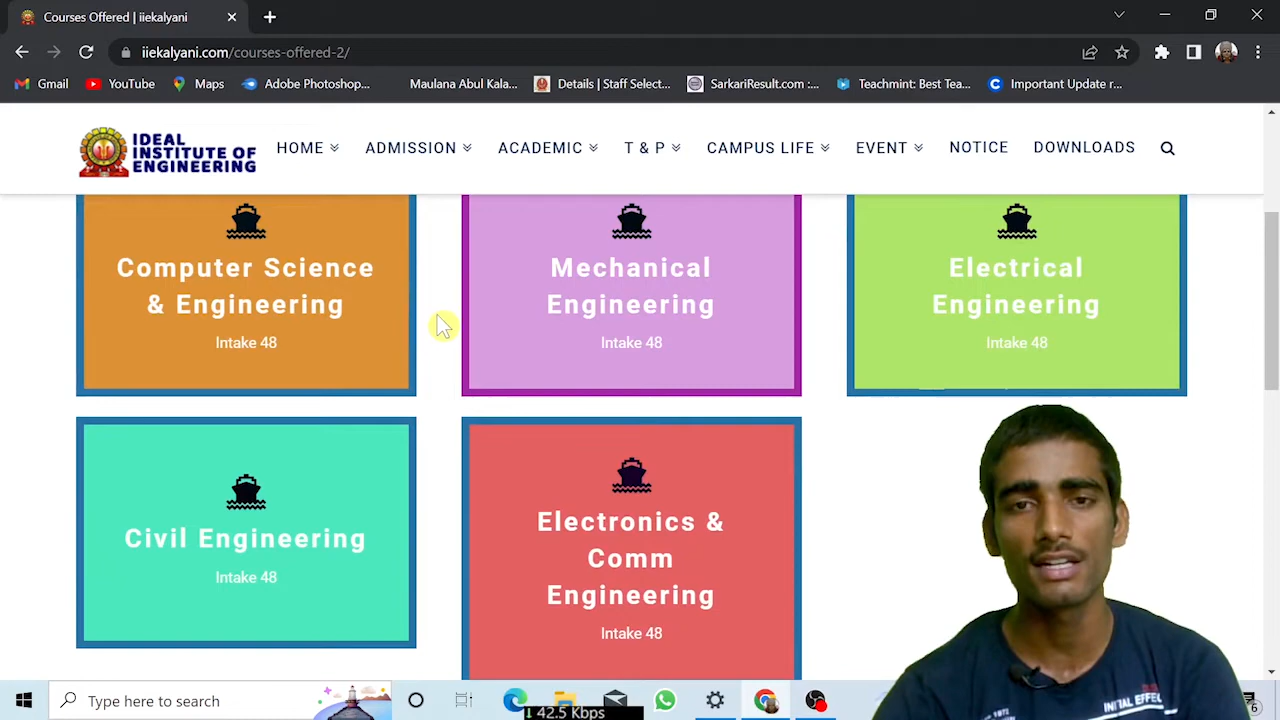 Courses Offered | iiekalyani
iiekalyani.com/courses-offered-2/
Gmail
YouTube
Maps
Adobe Photoshop...
Maulana Abul Kala...
Details | Staff Select...
SarkariResult.com :...
Techmint: Best Tea...
Important Update r...
IDEAL
INSTITUTE OF
ENGINEERING
HOME
ADMISSION
ACADEMIC
T & P
CAMPUS LIFE
EVENT
NOTICE
DOWNLOADS
Computer Science
& Engineering
Intake 48
Mechanical
Engineering
Intake 48
Electrical
Engineering
Intake 48
Civil Engineering
Intake 48
Electronics &
Comm
Engineering
Intake 48
Type here to search
42.5 Kbps
INITIAL EFFEC